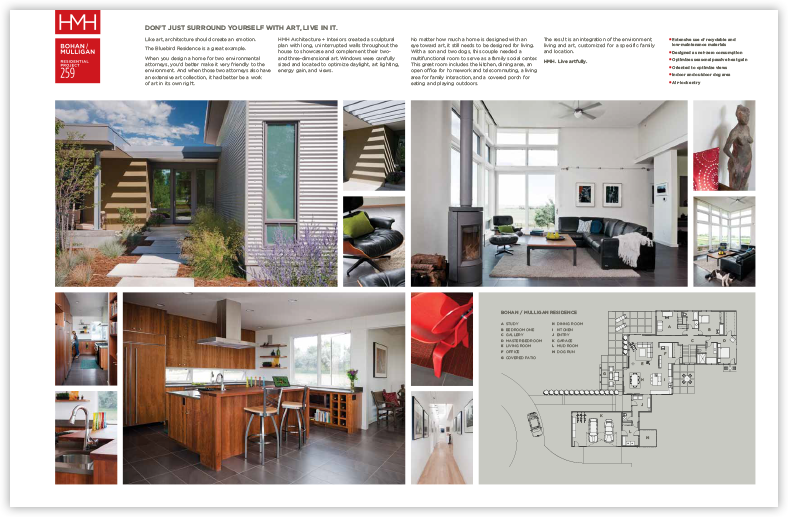 HMH
BOHAN /
MULLIGAN
RESIDENTIAL
PROJECT
259
DON'T JUST SURROUND YOURSELF WITH ART, LIVE IN IT.
Like art, architecture should create an emotion.
The Bluebird Residence is a great example.
When you design a home for two environmental
attorneys, you'd better make it very friendly to the
environment. And when those two attorneys also have
an extensive art collection, it had better be a work
of art in its own right.
HMH Architecture + Interiors created a sculptural
plan with long, uninterrupted walls throughout the
house to showcase and complement their two-
and three-dimensional art. Windows were carefully
sized and located to optimize daylight, art lighting,
energy gain, and views.
No matter how much a home is designed with an
eye toward art, it still needs to be designed for living.
With a son and two dogs, this couple needed a
multifunctional room to serve as a family social center.
This great room includes the kitchen, dining area, an
open office for homework and telecommuting, a living
area for family interaction, and a covered porch for
eating and playing outdoors.
The result is an integration of the environment,
living and art, customized for a specific family
and location.
HMH. Live artfully.
Extensive use of recyclable and
low-maintenance materials
Designed as net-zero consumption
Optimizes seasonal passive heat gain
Oriented to optimize views
Indoor and outdoor dog area
Air-lock entry
BOHAN / MULLIGAN RESIDENCE
A STUDY
B BEDROOM ONE
C GALLERY
D MASTER BEDROOM
E LIVING ROOM
F OFFICE
G COVERED PATIO
H DINING ROOM
I KITCHEN
J ENTRY
K GARAGE
L MUD ROOM
M DOG RUN